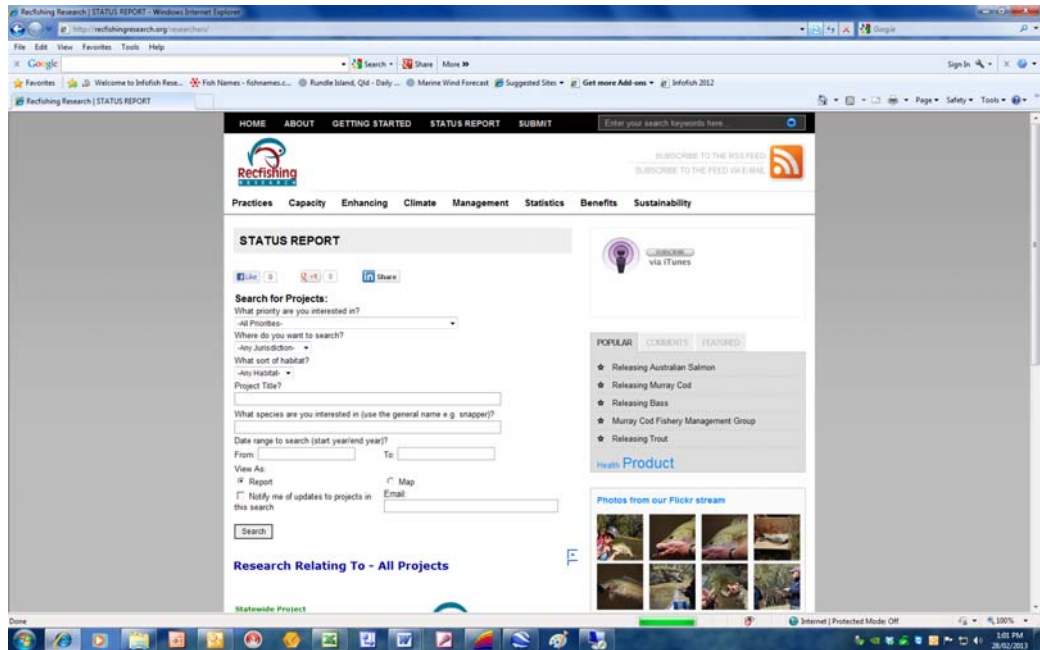 Recfishing Research | STATUS REPORT - Windows Internet Explorer
http://recfishingresearch.org/researchers/
Google
File Edit View Favorites Tools Help
x Google Search Share More » Sign In
Favorites Welcome to Infofish Rese... Fish Names - fishnames.c... Rundle Island, Qld - Daily ... Marine Wind Forecast Suggested Sites Get more Add-ons Infofish 2012
Recfishing Research | STATUS REPORT
Page Safety Tools
HOME ABOUT GETTING STARTED STATUS REPORT SUBMIT Enter your search keywords here...
Recfishing
RESEARCH
SUBSCRIBE TO THE RSS FEED
SUBSCRIBE TO THE FEED VIA E-MAIL
Practices Capacity Enhancing Climate Management Statistics Benefits Sustainability
STATUS REPORT
Like 0 +1 0 in Share
Search for Projects:
What priority are you interested in?
-All Priorities-
Where do you want to search?
-Any Jurisdiction-
What sort of habitat?
-Any Habitat-
Project Title?
What species are you interested in (use the general name e.g. snapper)?
Date range to search (start year/end year)?
From: To:
View As:
Report Map
Notify me of updates to projects in this search
Email:
Search
Research Relating To - All Projects
Statewide Project
SUBSCRIBE
via iTunes
POPULAR COMMENTS FEATURED
Releasing Australian Salmon
Releasing Murray Cod
Releasing Bass
Murray Cod Fishery Management Group
Releasing Trout
Health Product
Photos from our Flickr stream
Done
Internet | Protected Mode: Off
100%
1:01 PM
28/02/2013